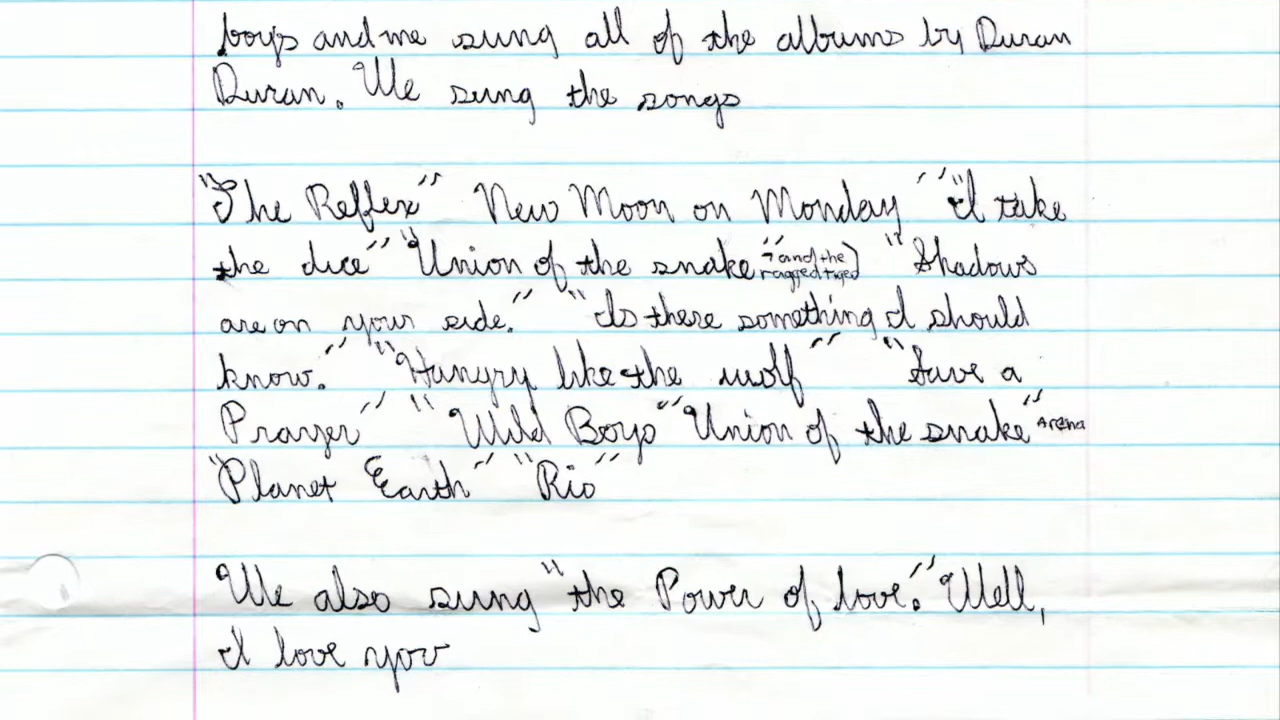 boys and me sung all of the albums by Duran
Duran. We sung the songs
"The Reflex" New Moon on Monday" "I take
the dice" "Union of the snake" (7 and the ragged tiger) "Shadows
are on your side." "Is there something I should
know." "Hungry like the wolf" "Save a
Prayer" "Wild Boys" "Union of the snake" Arena
"Planet Earth" "Rio"
We also sung "the Power of love." Well,
I love you